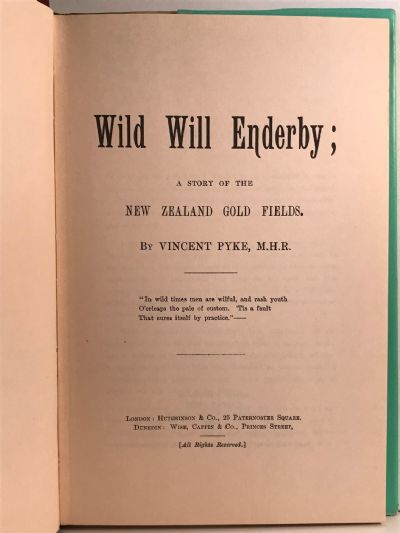 Wild Will Enderby;
A STORY OF THE
NEW ZEALAND GOLD FIELDS.
By VINCENT PYKE, M.H.R.
"In wild times men are wilful, and rash youth
O'erleaps the pale of custom. 'Tis a fault
That cures itself by practice."——
London: Hutchinson & Co., 25 Paternoster Square.
Dunedin: Wise, Caffin & Co., Princes Street,
[All Rights Reserved.]